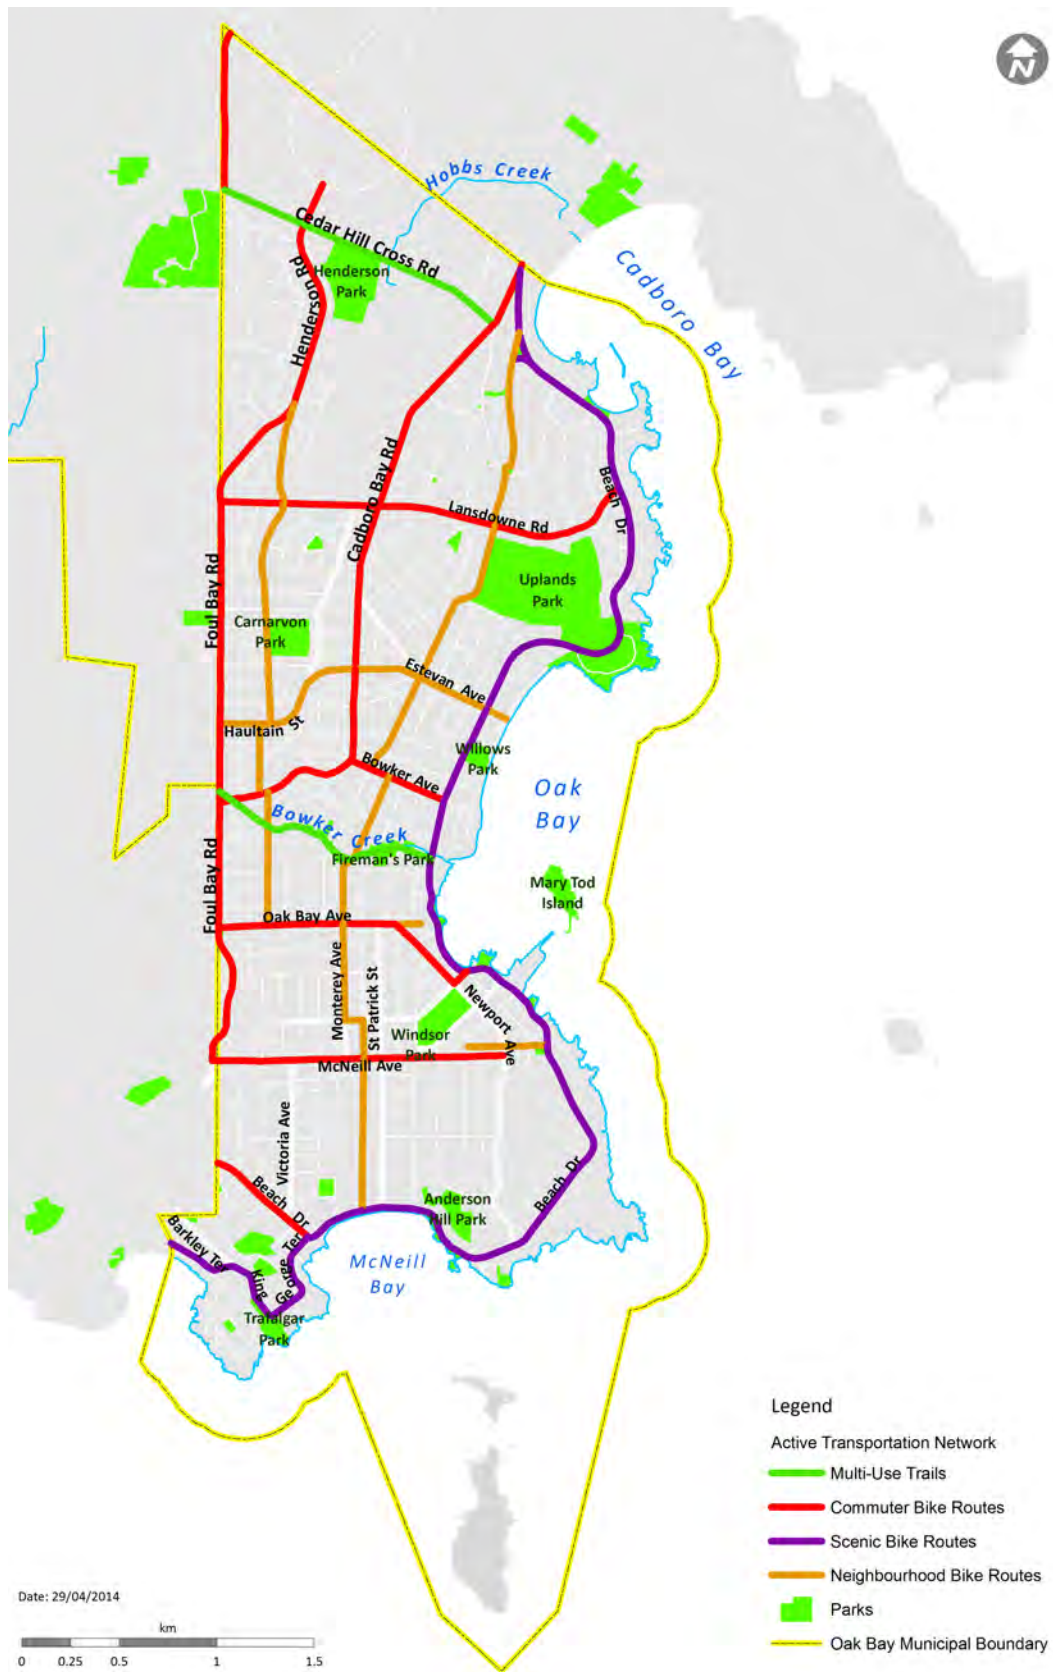 N
Hobbs Creek
Cedar Hill Cross Rd
Cadboro Bay
Henderson Rd
Henderson
Park
Cadboro Bay Rd
Beach Dr
Lansdowne Rd
Foul Bay Rd
Uplands
Park
Carnarvon
Park
Estevan Ave
Haultain St
Willows
Park
Bowker Ave
Oak
Bay
Bowker Creek
Fireman's Park
Foul Bay Rd
Mary Tod
Island
Oak Bay Ave
Monterey Ave
St Patrick St
Newport Ave
Windsor
Park
McNeill Ave
Victoria Ave
Beach Dr
Beach Dr
Anderson
Hill Park
Barkley Ter
King George Ter
McNeill
Bay
Trafalgar
Park
Legend
Active Transportation Network
Multi-Use Trails
Commuter Bike Routes
Scenic Bike Routes
Neighbourhood Bike Routes
Parks
Oak Bay Municipal Boundary
Date: 29/04/2014
km
0 0.25 0.5 1 1.5